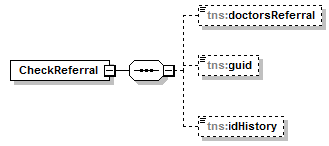 tns:doctorsReferral
tns:guid
CheckReferral
tns:idHistory